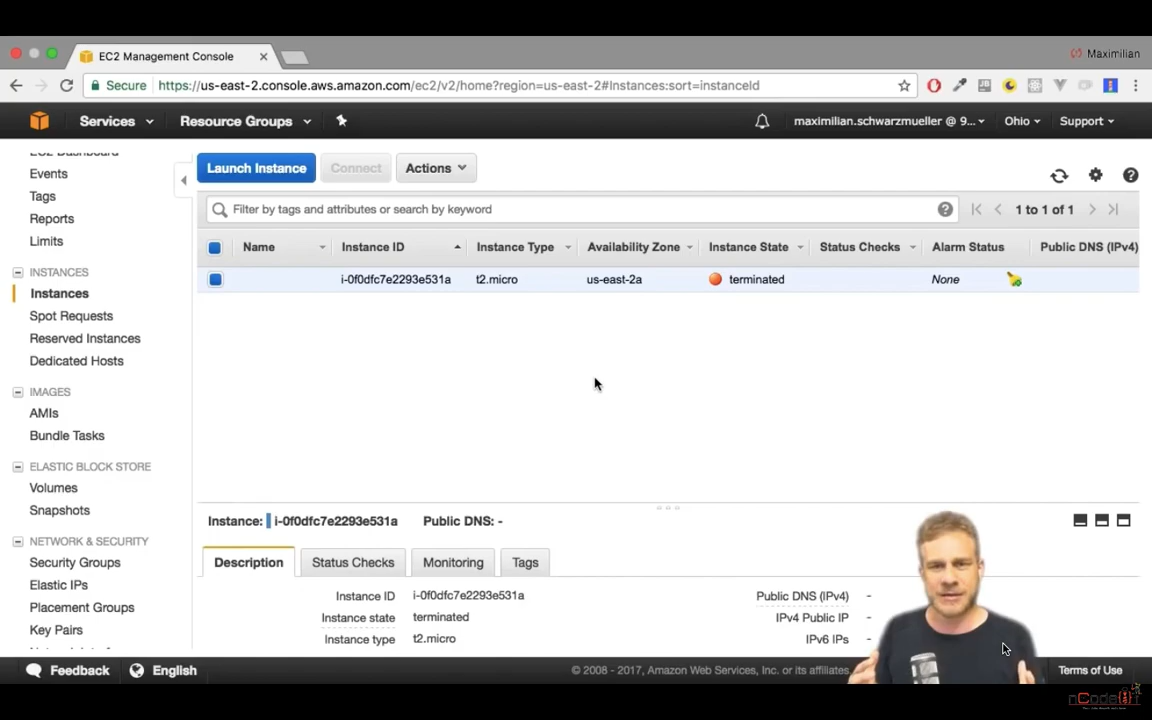 EC2 Management Console
Maximilian
Secure https://us-east-2.console.aws.amazon.com/ec2/v2/home?region=us-east-2#Instances:sort=instanceId
Services Resource Groups maximilian.schwarzmueller @ 9... Ohio Support
EC2 Dashboard
Events
Tags
Reports
Limits
INSTANCES
Instances
Spot Requests
Reserved Instances
Dedicated Hosts
IMAGES
AMIs
Bundle Tasks
ELASTIC BLOCK STORE
Volumes
Snapshots
NETWORK & SECURITY
Security Groups
Elastic IPs
Placement Groups
Key Pairs
Launch Instance Connect Actions
Filter by tags and attributes or search by keyword 1 to 1 of 1
Name Instance ID Instance Type Availability Zone Instance State Status Checks Alarm Status Public DNS (IPv4)
i-0f0dfc7e2293e531a t2.micro us-east-2a terminated None
Instance: i-0f0dfc7e2293e531a Public DNS: -
Description Status Checks Monitoring Tags
Instance ID i-0f0dfc7e2293e531a Public DNS (IPv4) -
Instance state terminated IPv4 Public IP -
Instance type t2.micro IPv6 IPs -
Feedback English © 2008 - 2017, Amazon Web Services, Inc. or its affiliates. Terms of Use